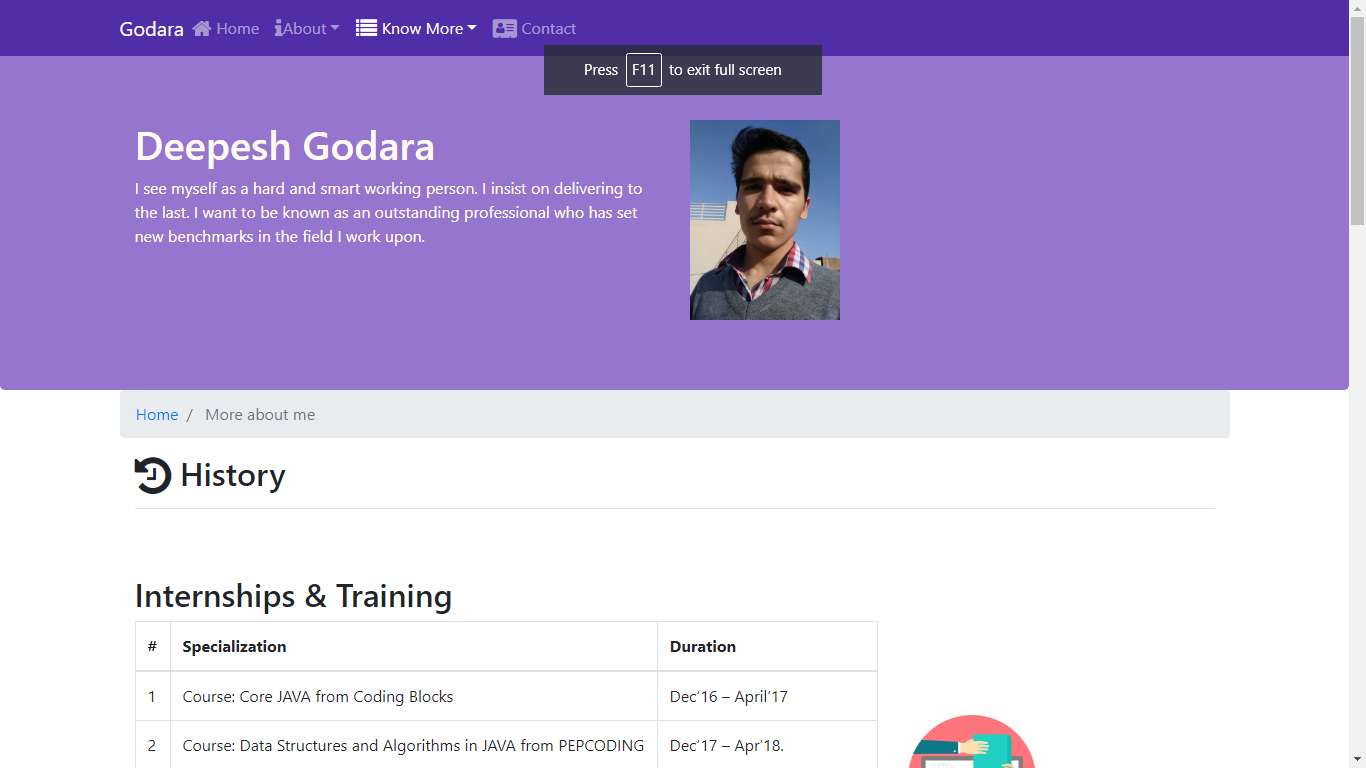 Godara Home About Know More Contact
Press F11 to exit full screen
Deepesh Godara
I see myself as a hard and smart working person. I insist on delivering to
the last. I want to be known as an outstanding professional who has set
new benchmarks in the field I work upon.
Home / More about me
History
Internships & Training
# Specialization Duration
1 Course: Core JAVA from Coding Blocks Dec’16 – April’17
2 Course: Data Structures and Algorithms in JAVA from PEPCODING Dec’17 – Apr’18.